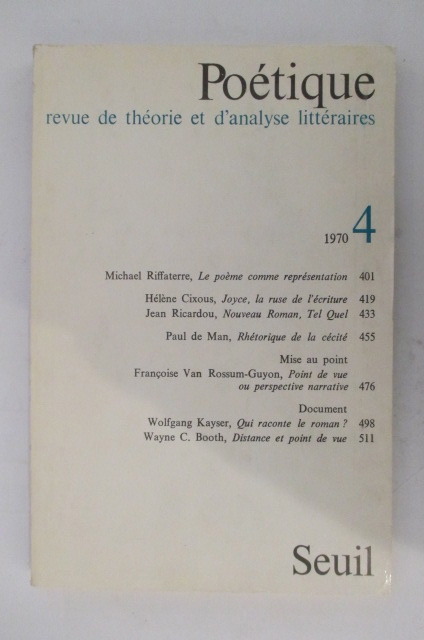 Poétique
revue de théorie et d'analyse littéraires
1970 4
Michael Riffaterre, Le poème comme représentation 401
Hélène Cixous, Joyce, la ruse de l'écriture 419
Jean Ricardou, Nouveau Roman, Tel Quel 433
Paul de Man, Rhétorique de la cécité 455
Mise au point
Françoise Van Rossum-Guyon, Point de vue
ou perspective narrative 476
Document
Wolfgang Kayser, Qui raconte le roman ? 498
Wayne C. Booth, Distance et point de vue 511
Seuil